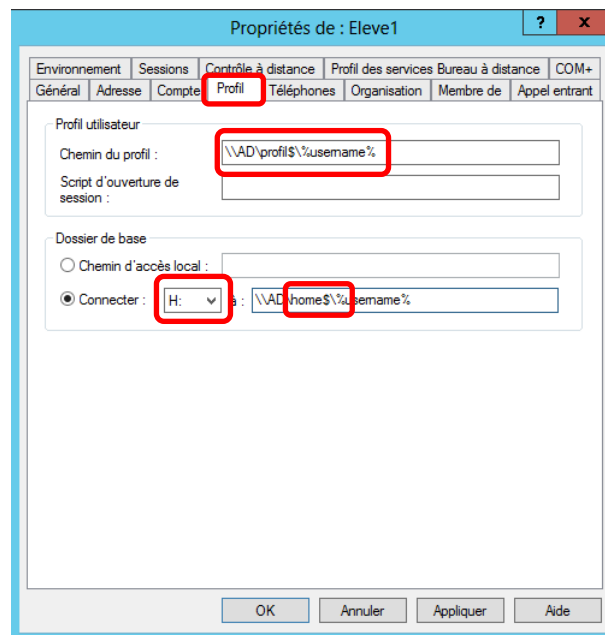 Propriétés de : Eleve1
? x
Environnement Sessions Contrôle à distance Profil des services Bureau à distance COM+
Général Adresse Compte Profil Téléphones Organisation Membre de Appel entrant
Profil utilisateur
Chemin du profil : \\AD\profil$\%username%
Script d'ouverture de
session :
Dossier de base
Chemin d'accès local :
Connecter : H: à : \\AD\home$\%username%
OK Annuler Appliquer Aide